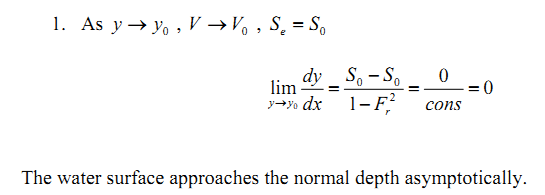 1. As y → y₀ , V → V₀ , Sₑ = S₀
lim_{y→y₀} dy/dx = (S₀ − S₀)/(1 − Fᵣ²) = 0/cons = 0
The water surface approaches the normal depth asymptotically.